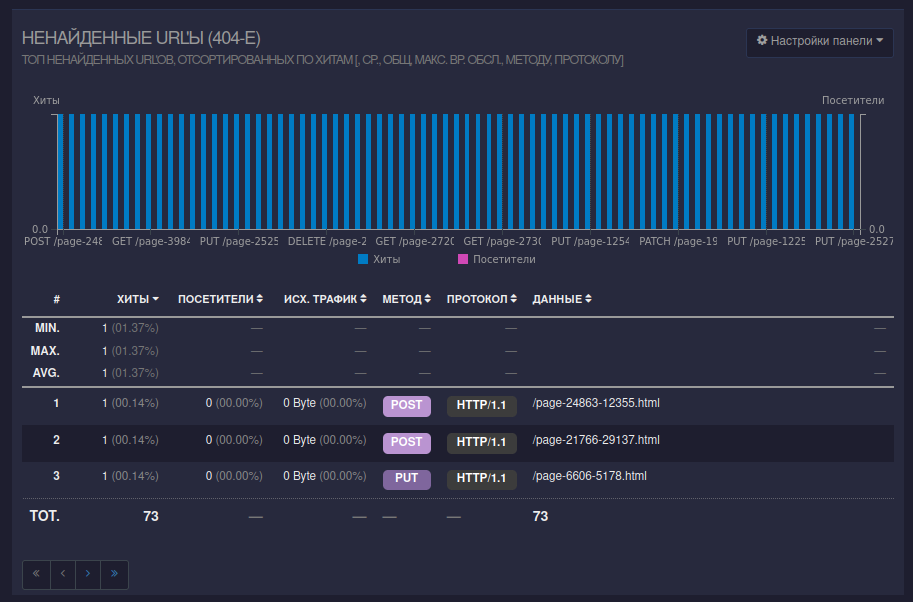 НЕНАЙДЕННЫЕ URL'Ы (404-Е)
Настройки панели
ТОП НЕНАЙДЕННЫХ URL'ОВ, ОТСОРТИРОВАННЫХ ПО ХИТАМ [, СР., ОБЩ, МАКС. ВР. ОБСЛ., МЕТОДУ, ПРОТОКОЛУ]
Хиты Посетители
0.0 0.0
POST /page-248 GET /page-3984 PUT /page-2525 DELETE /page-2 GET /page-2720 GET /page-2730 PUT /page-1254 PATCH /page-19 PUT /page-1225 PUT /page-2527
Хиты Посетители
# ХИТЫ ПОСЕТИТЕЛИ ИСХ. ТРАФИК МЕТОД ПРОТОКОЛ ДАННЫЕ
MIN. 1 (01.37%) — — — — —
MAX. 1 (01.37%) — — — — —
AVG. 1 (01.37%) — — — — —
1 1 (00.14%) 0 (00.00%) 0 Byte (00.00%) POST HTTP/1.1 /page-24863-12355.html
2 1 (00.14%) 0 (00.00%) 0 Byte (00.00%) POST HTTP/1.1 /page-21766-29137.html
3 1 (00.14%) 0 (00.00%) 0 Byte (00.00%) PUT HTTP/1.1 /page-6606-5178.html
TOT. 73 — — — — 73
« ‹ › »